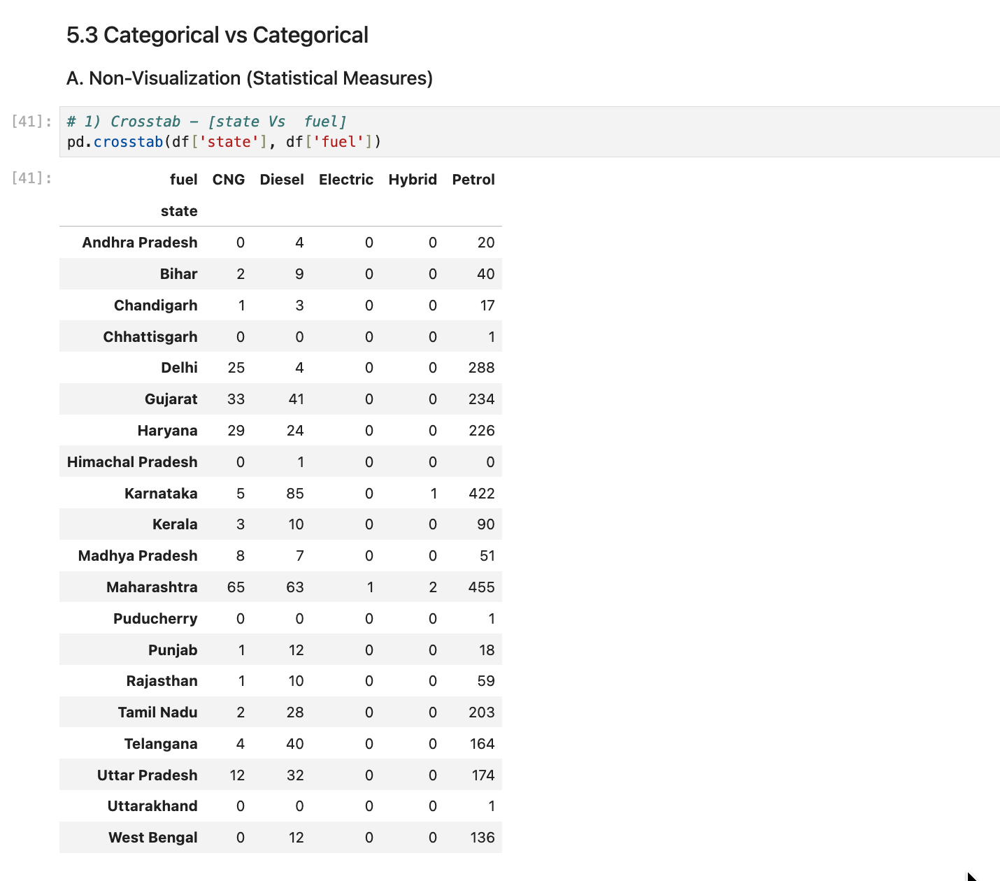 5.3 Categorical vs Categorical
A. Non-Visualization (Statistical Measures)
[41]: # 1) Crosstab – [state Vs  fuel]
pd.crosstab(df['state'], df['fuel'])
[41]: fuel CNG Diesel Electric Hybrid Petrol
state
Andhra Pradesh 0 4 0 0 20
Bihar 2 9 0 0 40
Chandigarh 1 3 0 0 17
Chhattisgarh 0 0 0 0 1
Delhi 25 4 0 0 288
Gujarat 33 41 0 0 234
Haryana 29 24 0 0 226
Himachal Pradesh 0 1 0 0 0
Karnataka 5 85 0 1 422
Kerala 3 10 0 0 90
Madhya Pradesh 8 7 0 0 51
Maharashtra 65 63 1 2 455
Puducherry 0 0 0 0 1
Punjab 1 12 0 0 18
Rajasthan 1 10 0 0 59
Tamil Nadu 2 28 0 0 203
Telangana 4 40 0 0 164
Uttar Pradesh 12 32 0 0 174
Uttarakhand 0 0 0 0 1
West Bengal 0 12 0 0 136